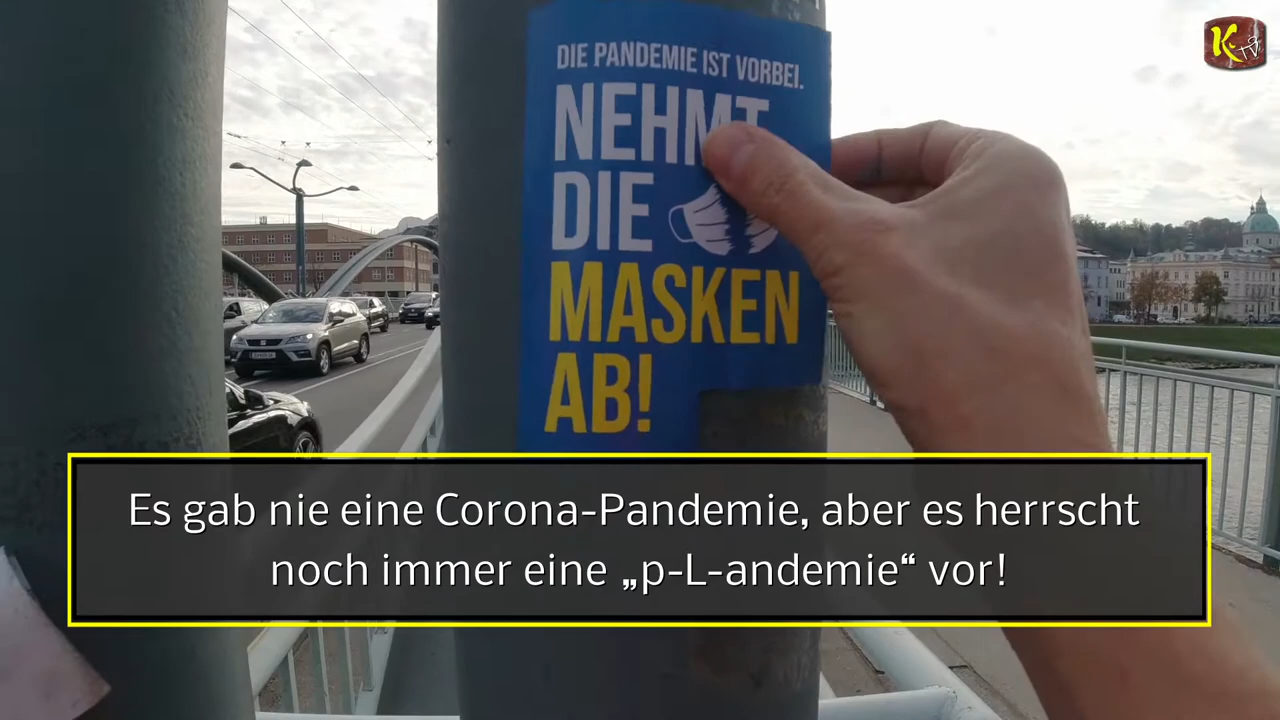 DIE PANDEMIE IST VORBEI.
NEHMT
DIE
MASKEN
AB!
Es gab nie eine Corona-Pandemie, aber es herrscht
noch immer eine „p-L-andemie“ vor!
K